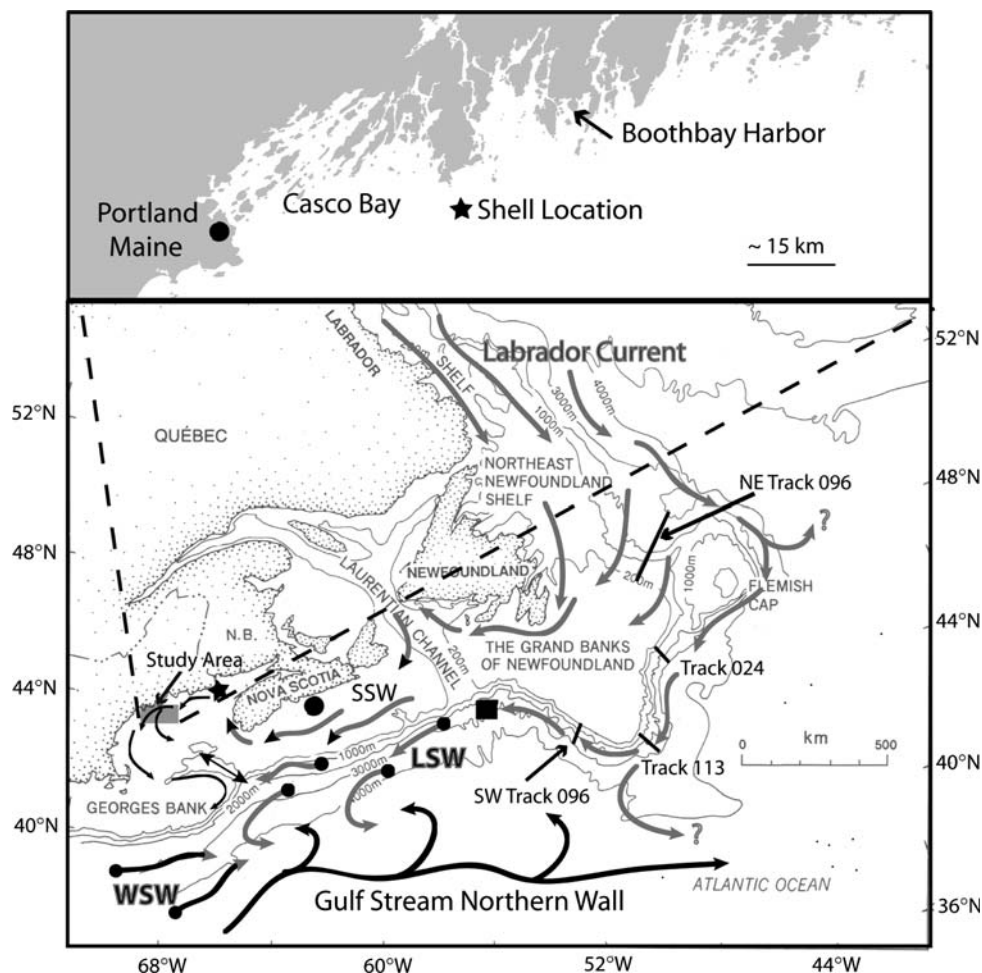 Boothbay Harbor
Casco Bay
Shell Location
Portland
Maine
~ 15 km
52°N
LABRADOR
SHELF
Labrador Current
4000m
3000m
1000m
52°N
QUÉBEC
NORTHEAST
NEWFOUNDLAND
SHELF
48°N
NE Track 096
?
48°N
LAURENTIAN CHANNEL
NEWFOUNDLAND
200m
1000m
FLEMISH
CAP
44°N
N.B.
THE GRAND BANKS
OF NEWFOUNDLAND
Study Area
200m
Track 024
NOVA SCOTIA
SSW
44°N
km
0
500
1000m
LSW
Track 113
40°N
3000m
2000m
4000m
SW Track 096
GEORGES BANK
?
40°N
WSW
Gulf Stream Northern Wall
ATLANTIC OCEAN
36°N
68°W
60°W
52°W
44°W